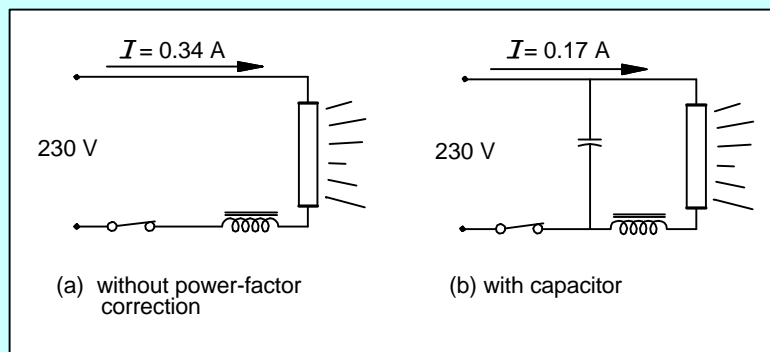 I = 0.34 A
230 V
(a) without power-factor
correction
I = 0.17 A
230 V
(b) with capacitor